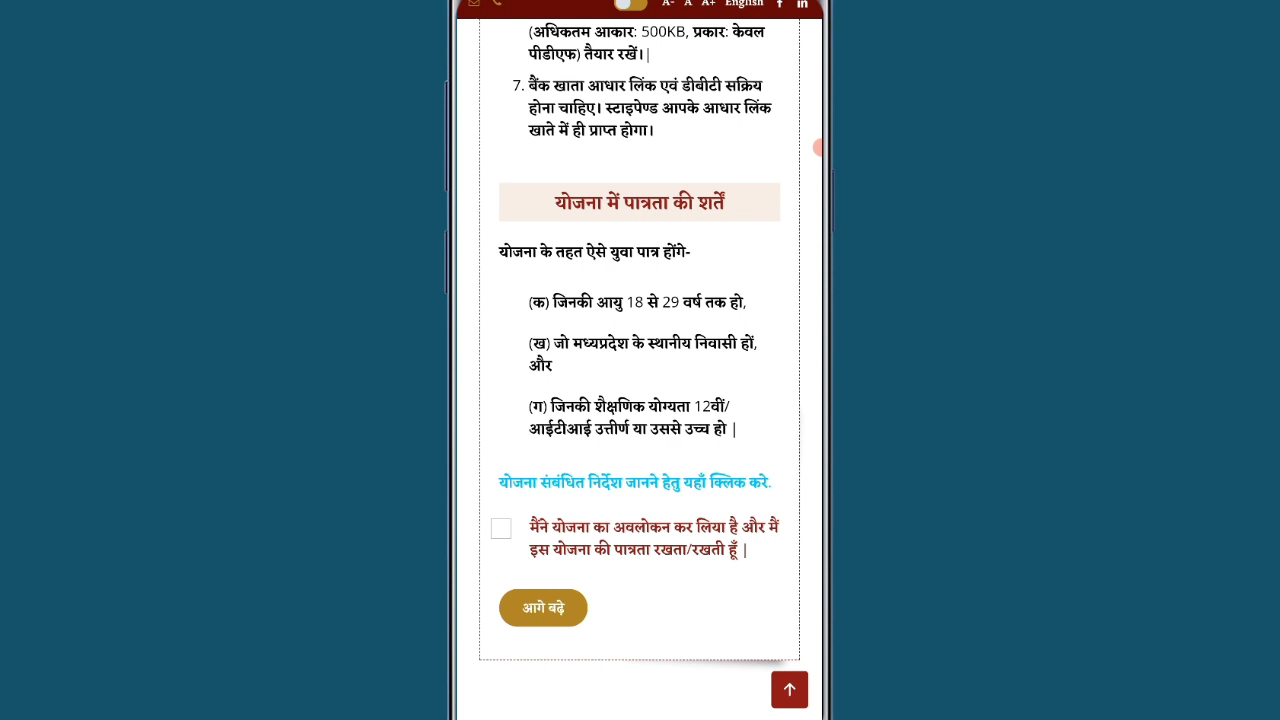 A- A A+ English
(अधिकतम आकार: 500KB, प्रकार: केवल
पीडीएफ) तैयार रखें।|
7. बैंक खाता आधार लिंक एवं डीबीटी सक्रिय
होना चाहिए। स्टाइपेण्ड आपके आधार लिंक
खाते में ही प्राप्त होगा।
योजना में पात्रता की शर्तें
योजना के तहत ऐसे युवा पात्र होंगे-
(क) जिनकी आयु 18 से 29 वर्ष तक हो,
(ख) जो मध्यप्रदेश के स्थानीय निवासी हों,
और
(ग) जिनकी शैक्षणिक योग्यता 12वीं/
आईटीआई उत्तीर्ण या उससे उच्च हो |
योजना संबंधित निर्देश जानने हेतु यहाँ क्लिक करे.
मैंने योजना का अवलोकन कर लिया है और मैं
इस योजना की पात्रता रखता/रखती हूँ |
आगे बढ़े